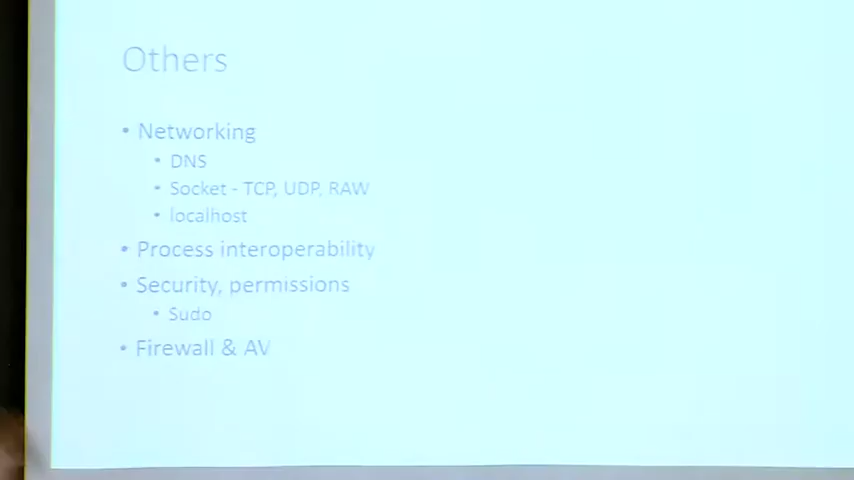 Others
• Networking
• DNS
• Socket - TCP, UDP, RAW
• localhost
• Process interoperability
• Security, permissions
• Sudo
• Firewall & AV